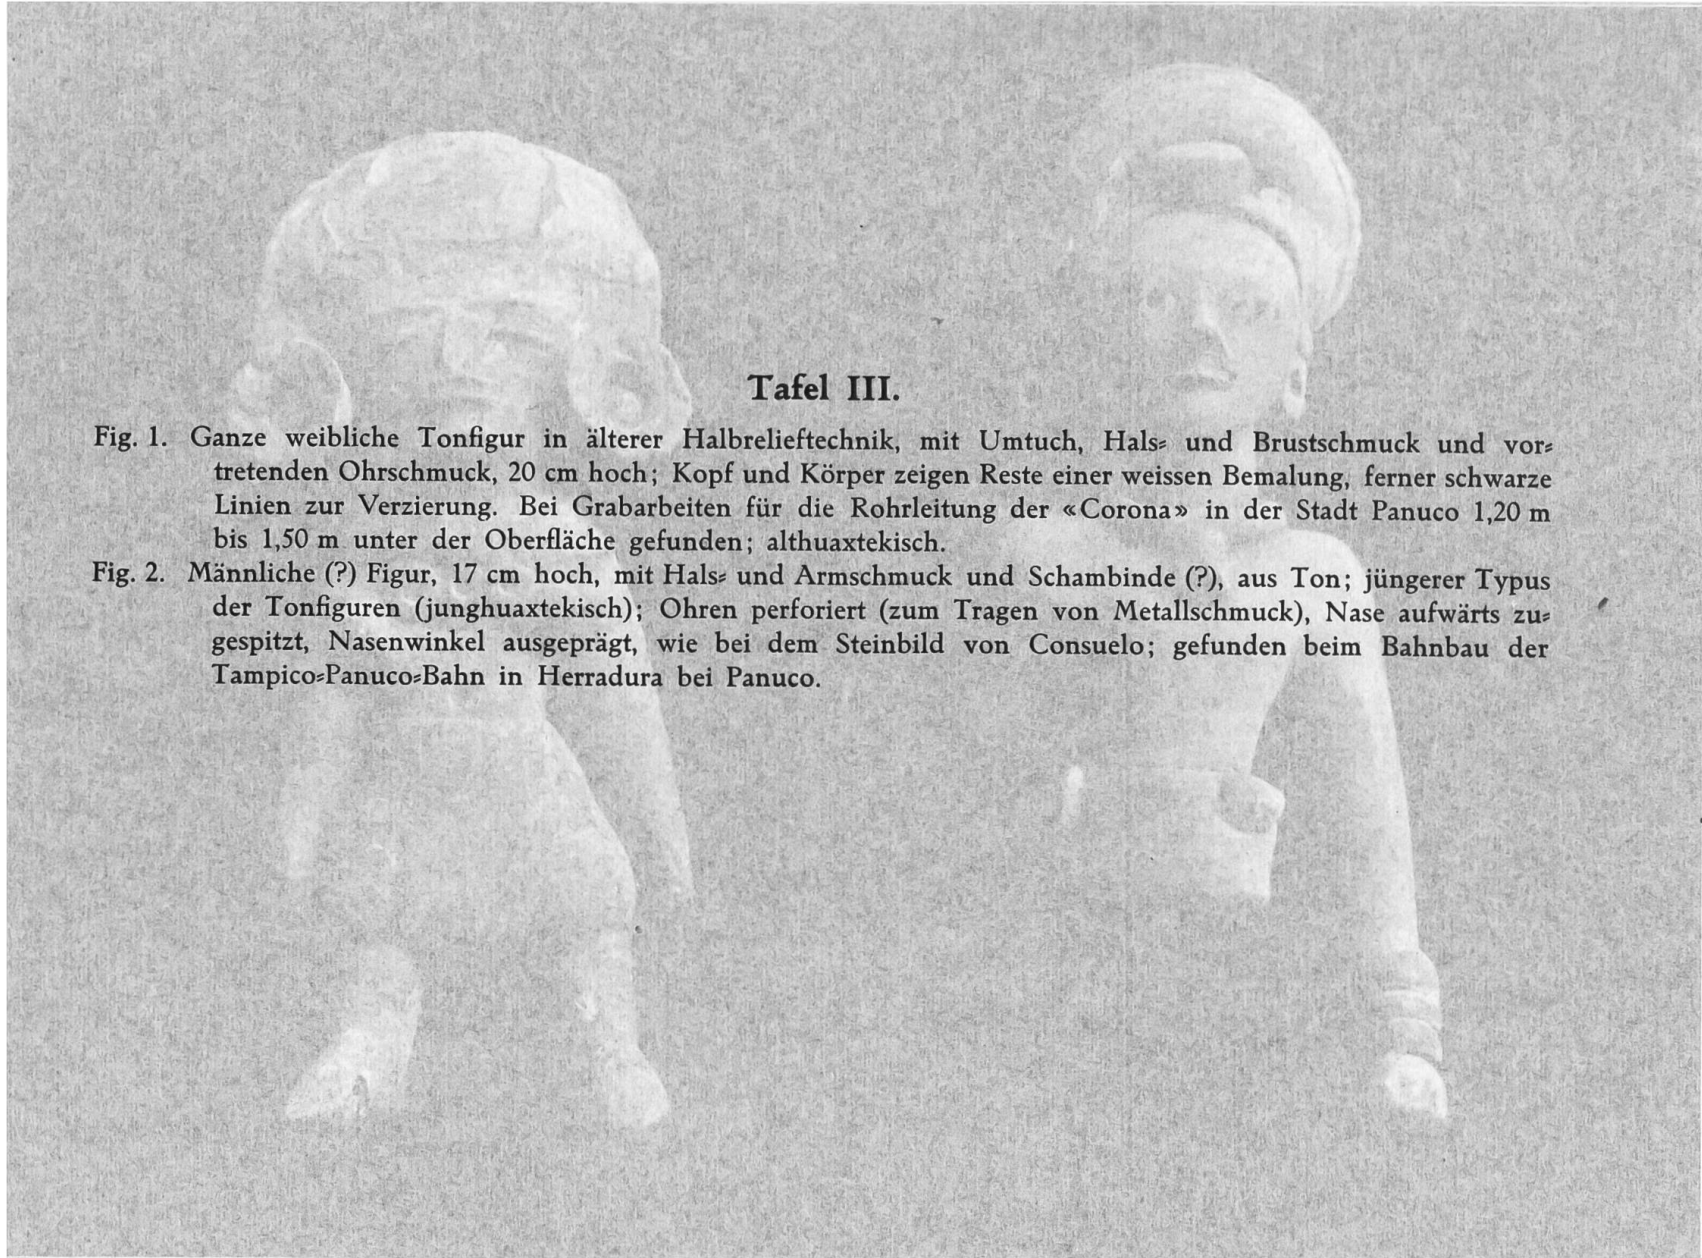 Tafel III.
Fig. 1. Ganze weibliche Tonfigur in älterer Halbrelieftechnik, mit Umtuch, Hals⸗ und Brustschmuck und vor⸗
tretenden Ohrschmuck, 20 cm hoch; Kopf und Körper zeigen Reste einer weissen Bemalung, ferner schwarze
Linien zur Verzierung. Bei Grabarbeiten für die Rohrleitung der «Corona» in der Stadt Panuco 1,20 m
bis 1,50 m unter der Oberfläche gefunden; althuaxtekisch.
Fig. 2. Männliche (?) Figur, 17 cm hoch, mit Hals⸗ und Armschmuck und Schambinde (?), aus Ton; jüngerer Typus
der Tonfiguren (junghuaxtekisch); Ohren perforiert (zum Tragen von Metallschmuck), Nase aufwärts zu⸗
gespitzt, Nasenwinkel ausgeprägt, wie bei dem Steinbild von Consuelo; gefunden beim Bahnbau der
Tampico⸗Panuco⸗Bahn in Herradura bei Panuco.